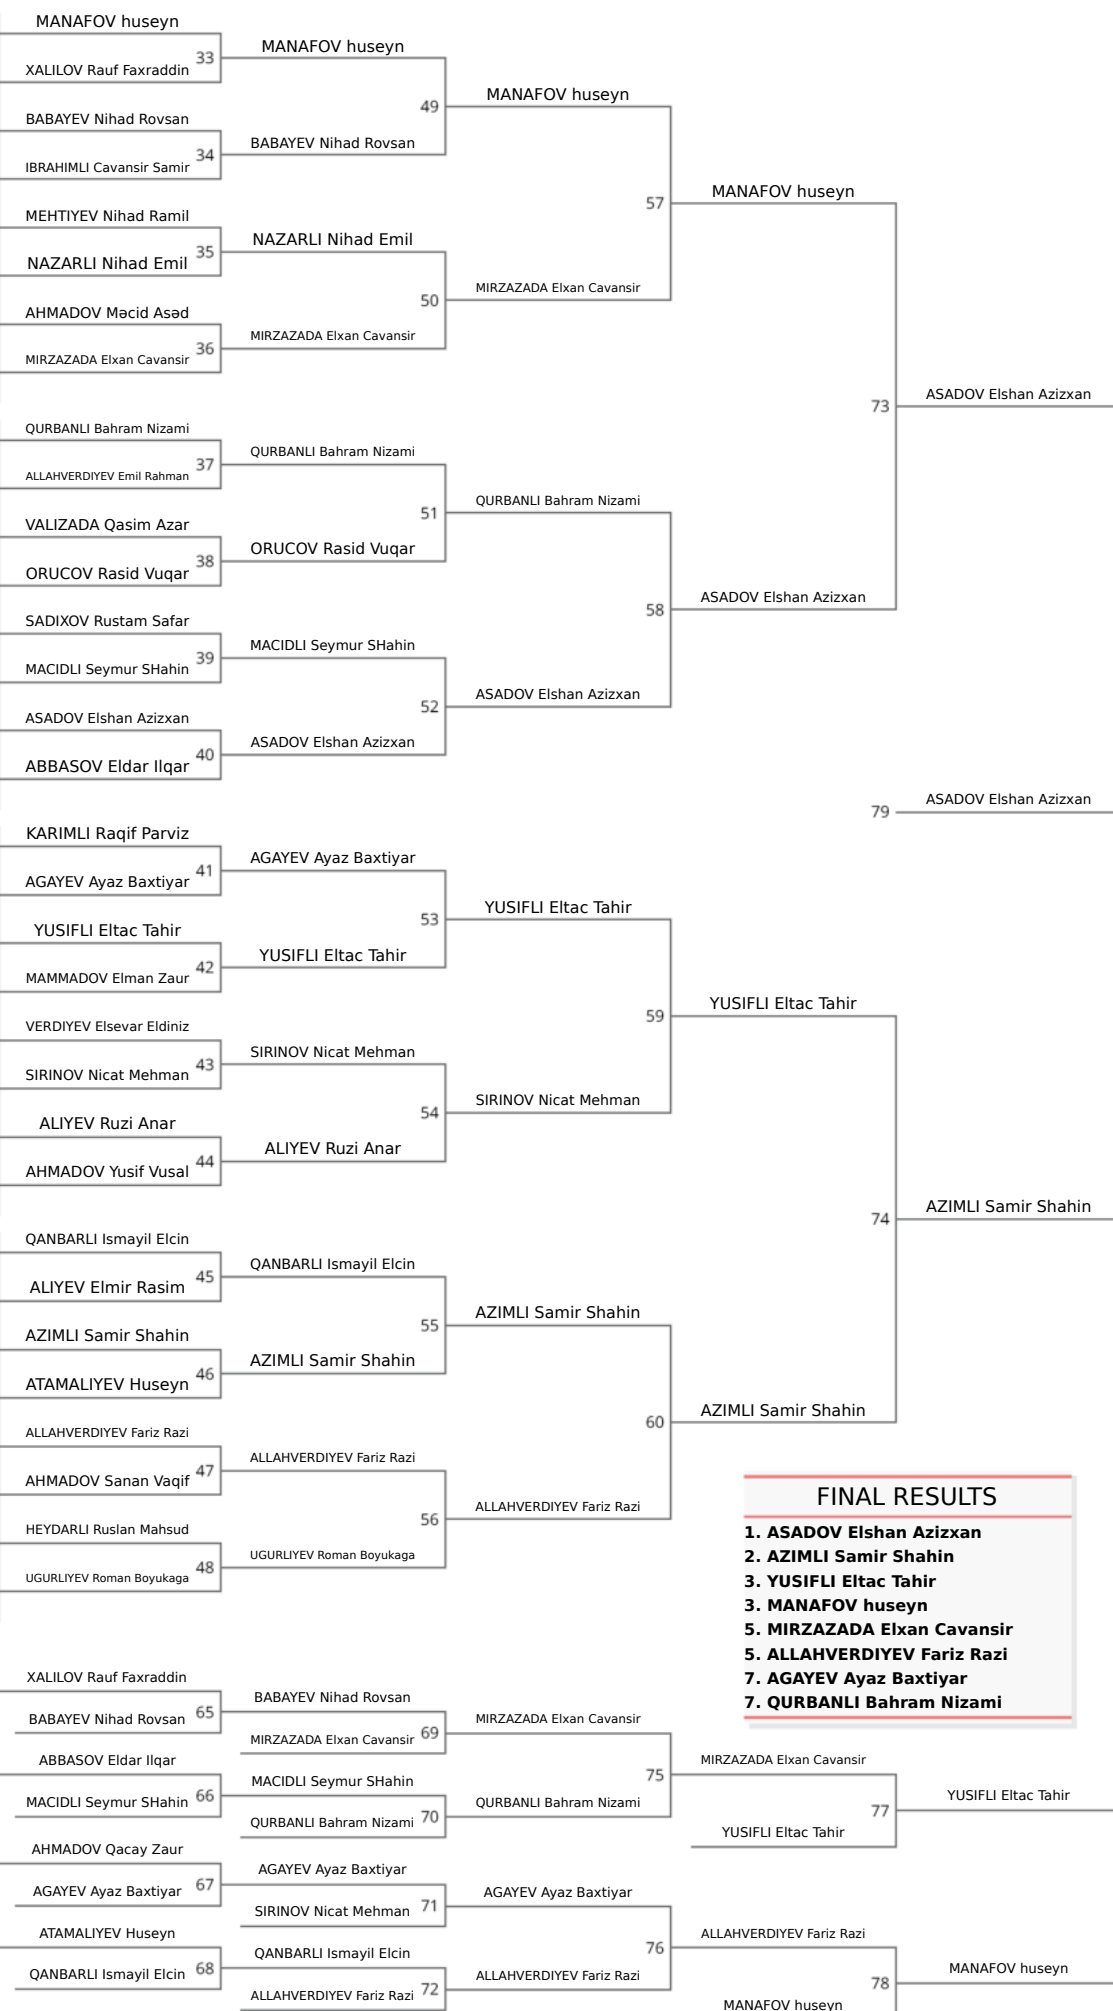 MANAFOV huseyn
33
MANAFOV huseyn
XALILOV Rauf Faxraddin
49
MANAFOV huseyn
BABAYEV Nihad Rovsan
34
BABAYEV Nihad Rovsan
IBRAHIMLI Cavansir Samir
57
MANAFOV huseyn
MEHTIYEV Nihad Ramil
35
NAZARLI Nihad Emil
NAZARLI Nihad Emil
50
MIRZAZADA Elxan Cavansir
AHMADOV Məcid Asəd
36
MIRZAZADA Elxan Cavansir
MIRZAZADA Elxan Cavansir
73
ASADOV Elshan Azizxan
QURBANLI Bahram Nizami
37
QURBANLI Bahram Nizami
ALLAHVERDIYEV Emil Rahman
51
QURBANLI Bahram Nizami
VALIZADA Qasim Azar
38
ORUCOV Rasid Vuqar
ORUCOV Rasid Vuqar
58
ASADOV Elshan Azizxan
SADIXOV Rustam Safar
39
MACIDLI Seymur SHahin
MACIDLI Seymur SHahin
52
ASADOV Elshan Azizxan
ASADOV Elshan Azizxan
40
ASADOV Elshan Azizxan
ABBASOV Eldar Ilqar
79
ASADOV Elshan Azizxan
KARIMLI Raqif Parviz
41
AGAYEV Ayaz Baxtiyar
AGAYEV Ayaz Baxtiyar
53
YUSIFLI Eltac Tahir
YUSIFLI Eltac Tahir
42
YUSIFLI Eltac Tahir
MAMMADOV Elman Zaur
59
YUSIFLI Eltac Tahir
VERDIYEV Elsevar Eldiniz
43
SIRINOV Nicat Mehman
SIRINOV Nicat Mehman
54
SIRINOV Nicat Mehman
ALIYEV Ruzi Anar
44
ALIYEV Ruzi Anar
AHMADOV Yusif Vusal
74
AZIMLI Samir Shahin
QANBARLI Ismayil Elcin
45
QANBARLI Ismayil Elcin
ALIYEV Elmir Rasim
55
AZIMLI Samir Shahin
AZIMLI Samir Shahin
46
AZIMLI Samir Shahin
ATAMALIYEV Huseyn
60
AZIMLI Samir Shahin
ALLAHVERDIYEV Fariz Razi
47
ALLAHVERDIYEV Fariz Razi
AHMADOV Sanan Vaqif
56
ALLAHVERDIYEV Fariz Razi
HEYDARLI Ruslan Mahsud
48
UGURLIYEV Roman Boyukaga
UGURLIYEV Roman Boyukaga
FINAL RESULTS
1. ASADOV Elshan Azizxan
2. AZIMLI Samir Shahin
3. YUSIFLI Eltac Tahir
3. MANAFOV huseyn
5. MIRZAZADA Elxan Cavansir
5. ALLAHVERDIYEV Fariz Razi
7. AGAYEV Ayaz Baxtiyar
7. QURBANLI Bahram Nizami
XALILOV Rauf Faxraddin
65
BABAYEV Nihad Rovsan
BABAYEV Nihad Rovsan
69
MIRZAZADA Elxan Cavansir
MIRZAZADA Elxan Cavansir
ABBASOV Eldar Ilqar
66
MACIDLI Seymur SHahin
75
MIRZAZADA Elxan Cavansir
MACIDLI Seymur SHahin
70
QURBANLI Bahram Nizami
QURBANLI Bahram Nizami
77
YUSIFLI Eltac Tahir
YUSIFLI Eltac Tahir
AHMADOV Qacay Zaur
67
AGAYEV Ayaz Baxtiyar
AGAYEV Ayaz Baxtiyar
71
AGAYEV Ayaz Baxtiyar
SIRINOV Nicat Mehman
ATAMALIYEV Huseyn
68
QANBARLI Ismayil Elcin
76
ALLAHVERDIYEV Fariz Razi
QANBARLI Ismayil Elcin
72
ALLAHVERDIYEV Fariz Razi
ALLAHVERDIYEV Fariz Razi
78
MANAFOV huseyn
MANAFOV huseyn